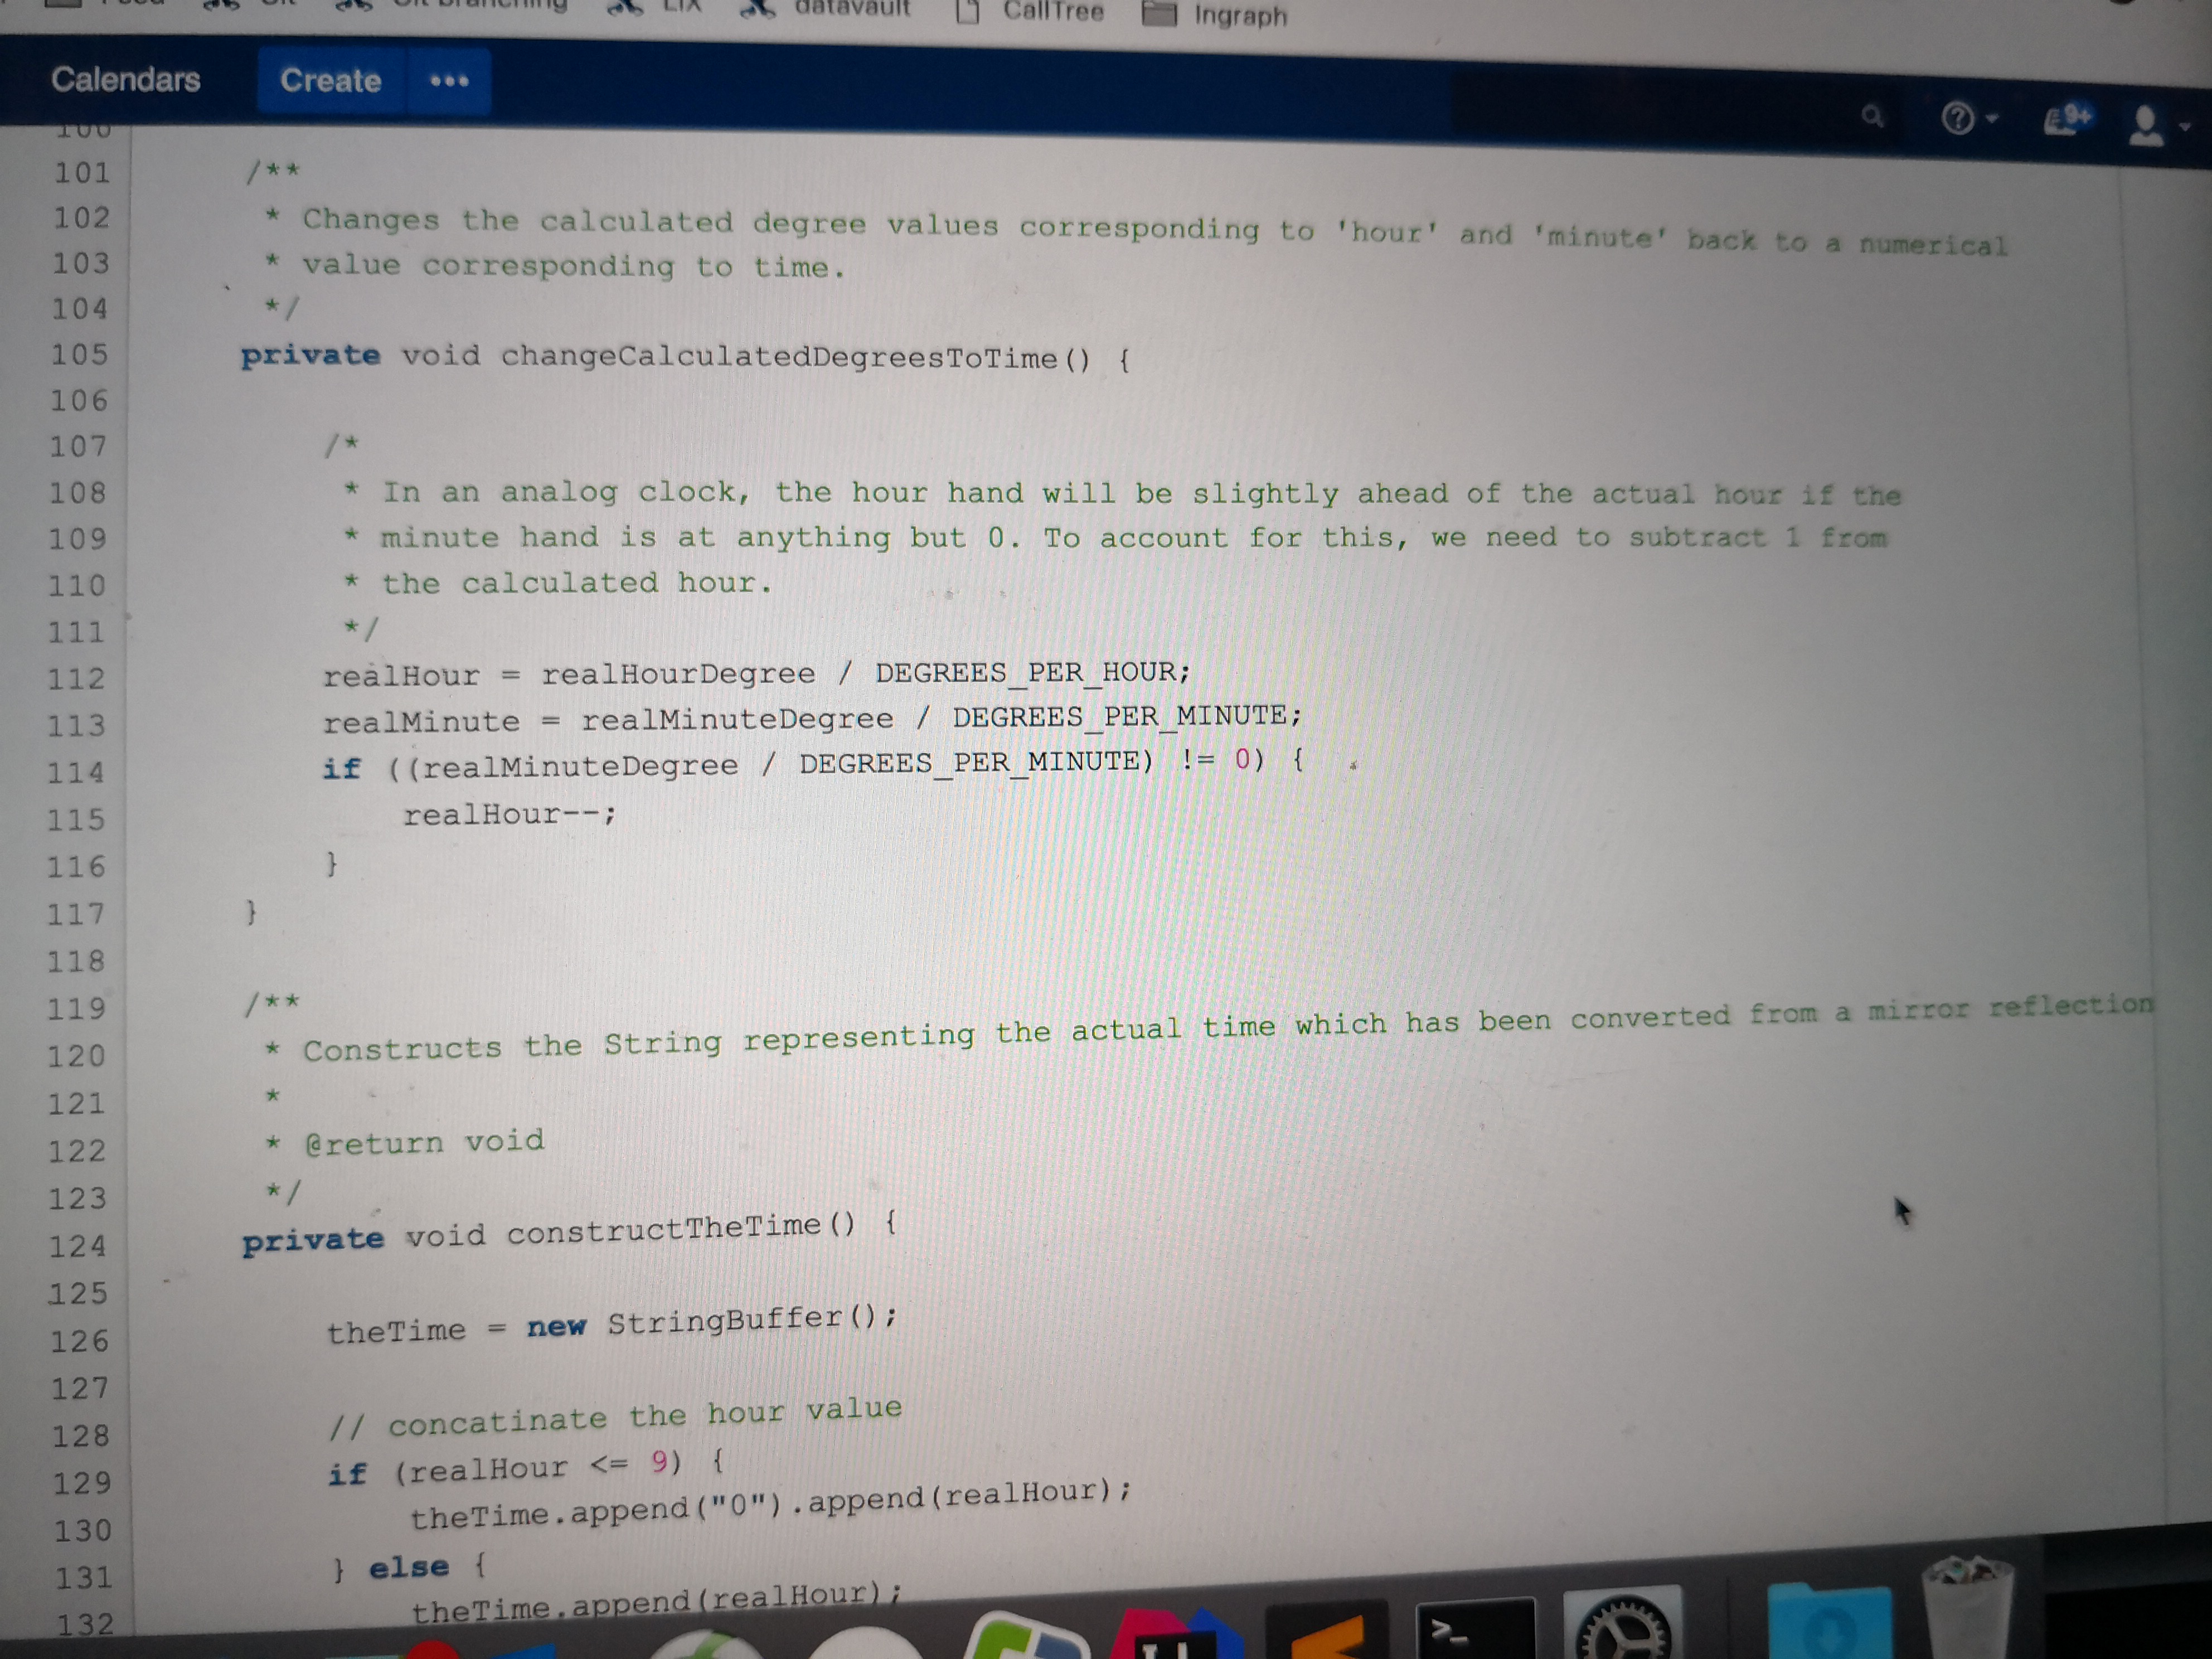 Git branching LIX datavault CallTree Ingraph
Calendars Create ••• 9+
100
101 /**
102 * Changes the calculated degree values corresponding to 'hour' and 'minute' back to a numerical
103 * value corresponding to time.
104 */
105 private void changeCalculatedDegreesToTime() {
106
107 /*
108 * In an analog clock, the hour hand will be slightly ahead of the actual hour if the
109 * minute hand is at anything but 0. To account for this, we need to subtract 1 from
110 * the calculated hour.
111 */
112 realHour = realHourDegree / DEGREES_PER_HOUR;
113 realMinute = realMinuteDegree / DEGREES_PER_MINUTE;
114 if ((realMinuteDegree / DEGREES_PER_MINUTE) != 0) {
115 realHour--;
116 }
117 }
118
119 /**
120 * Constructs the String representing the actual time which has been converted from a mirror reflection
121 *
122 * @return void
123 */
124 private void constructTheTime() {
125
126 theTime = new StringBuffer();
127
128 // concatinate the hour value
129 if (realHour <= 9) {
130 theTime.append("0").append(realHour);
131 } else {
132 theTime.append(realHour);
>_